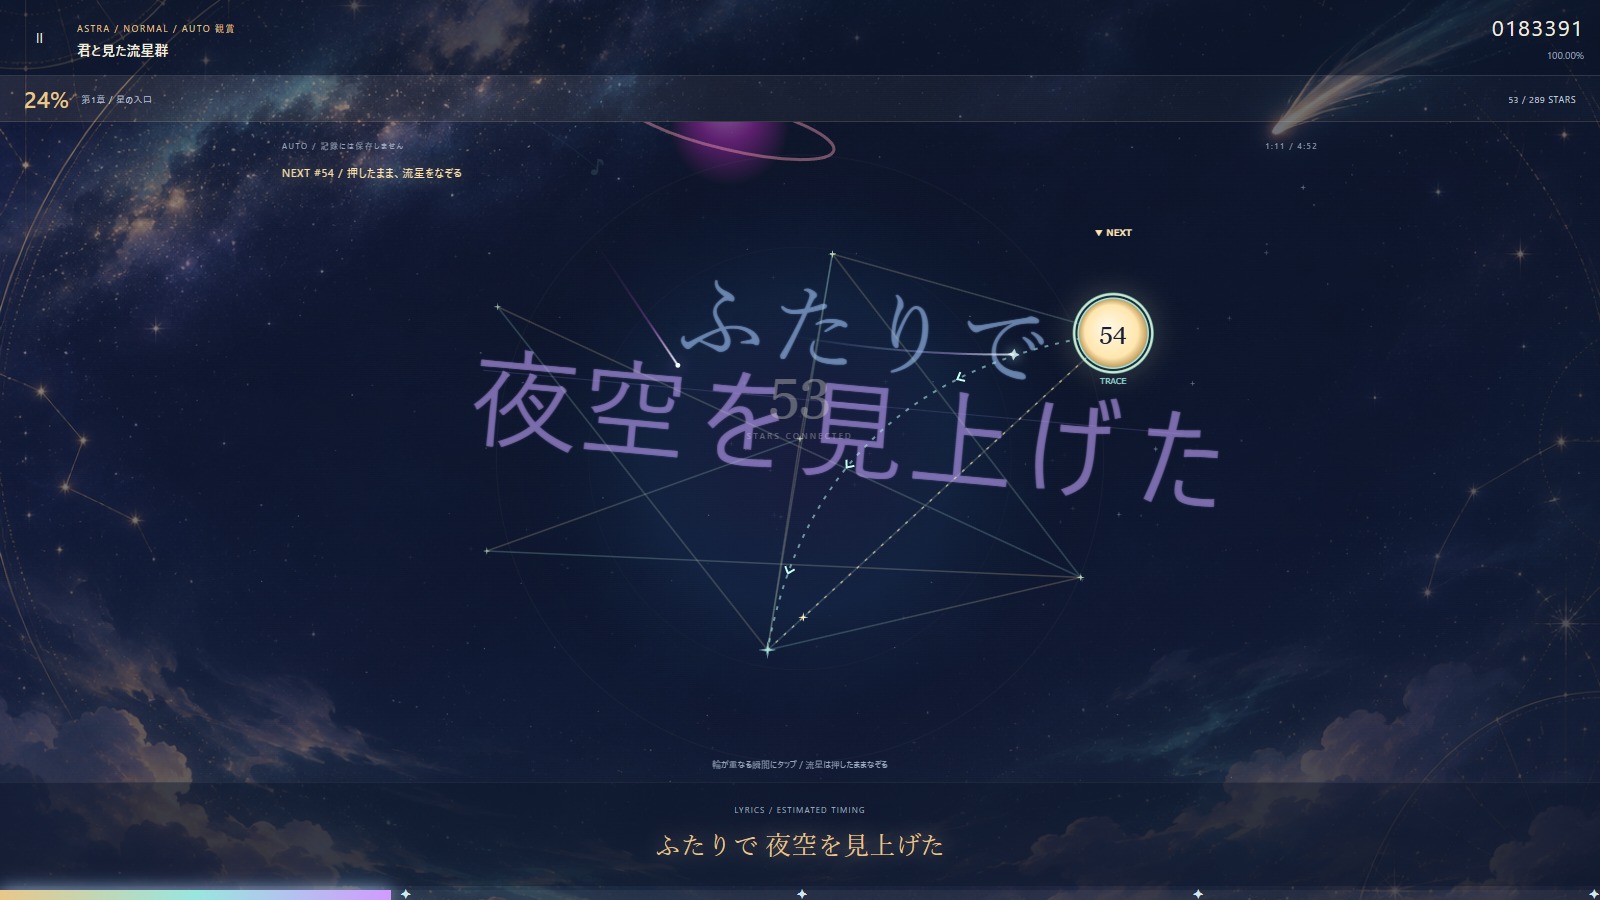 II
ASTRA / NORMAL / AUTO 観賞
君と見た流星群
0183391
100.00%
24%
第1章 / 星の入口
53 / 289 STARS
AUTO / 記録には保存しません
1:11 / 4:52
NEXT #54 / 押したまま、流星をなぞる
▼ NEXT
ふたりで
54
TRACE
夜空を見上げた
53
STARS CONNECTED
輪が重なる瞬間にタップ / 流星は押したままなぞる
LYRICS / ESTIMATED TIMING
ふたりで 夜空を見上げた